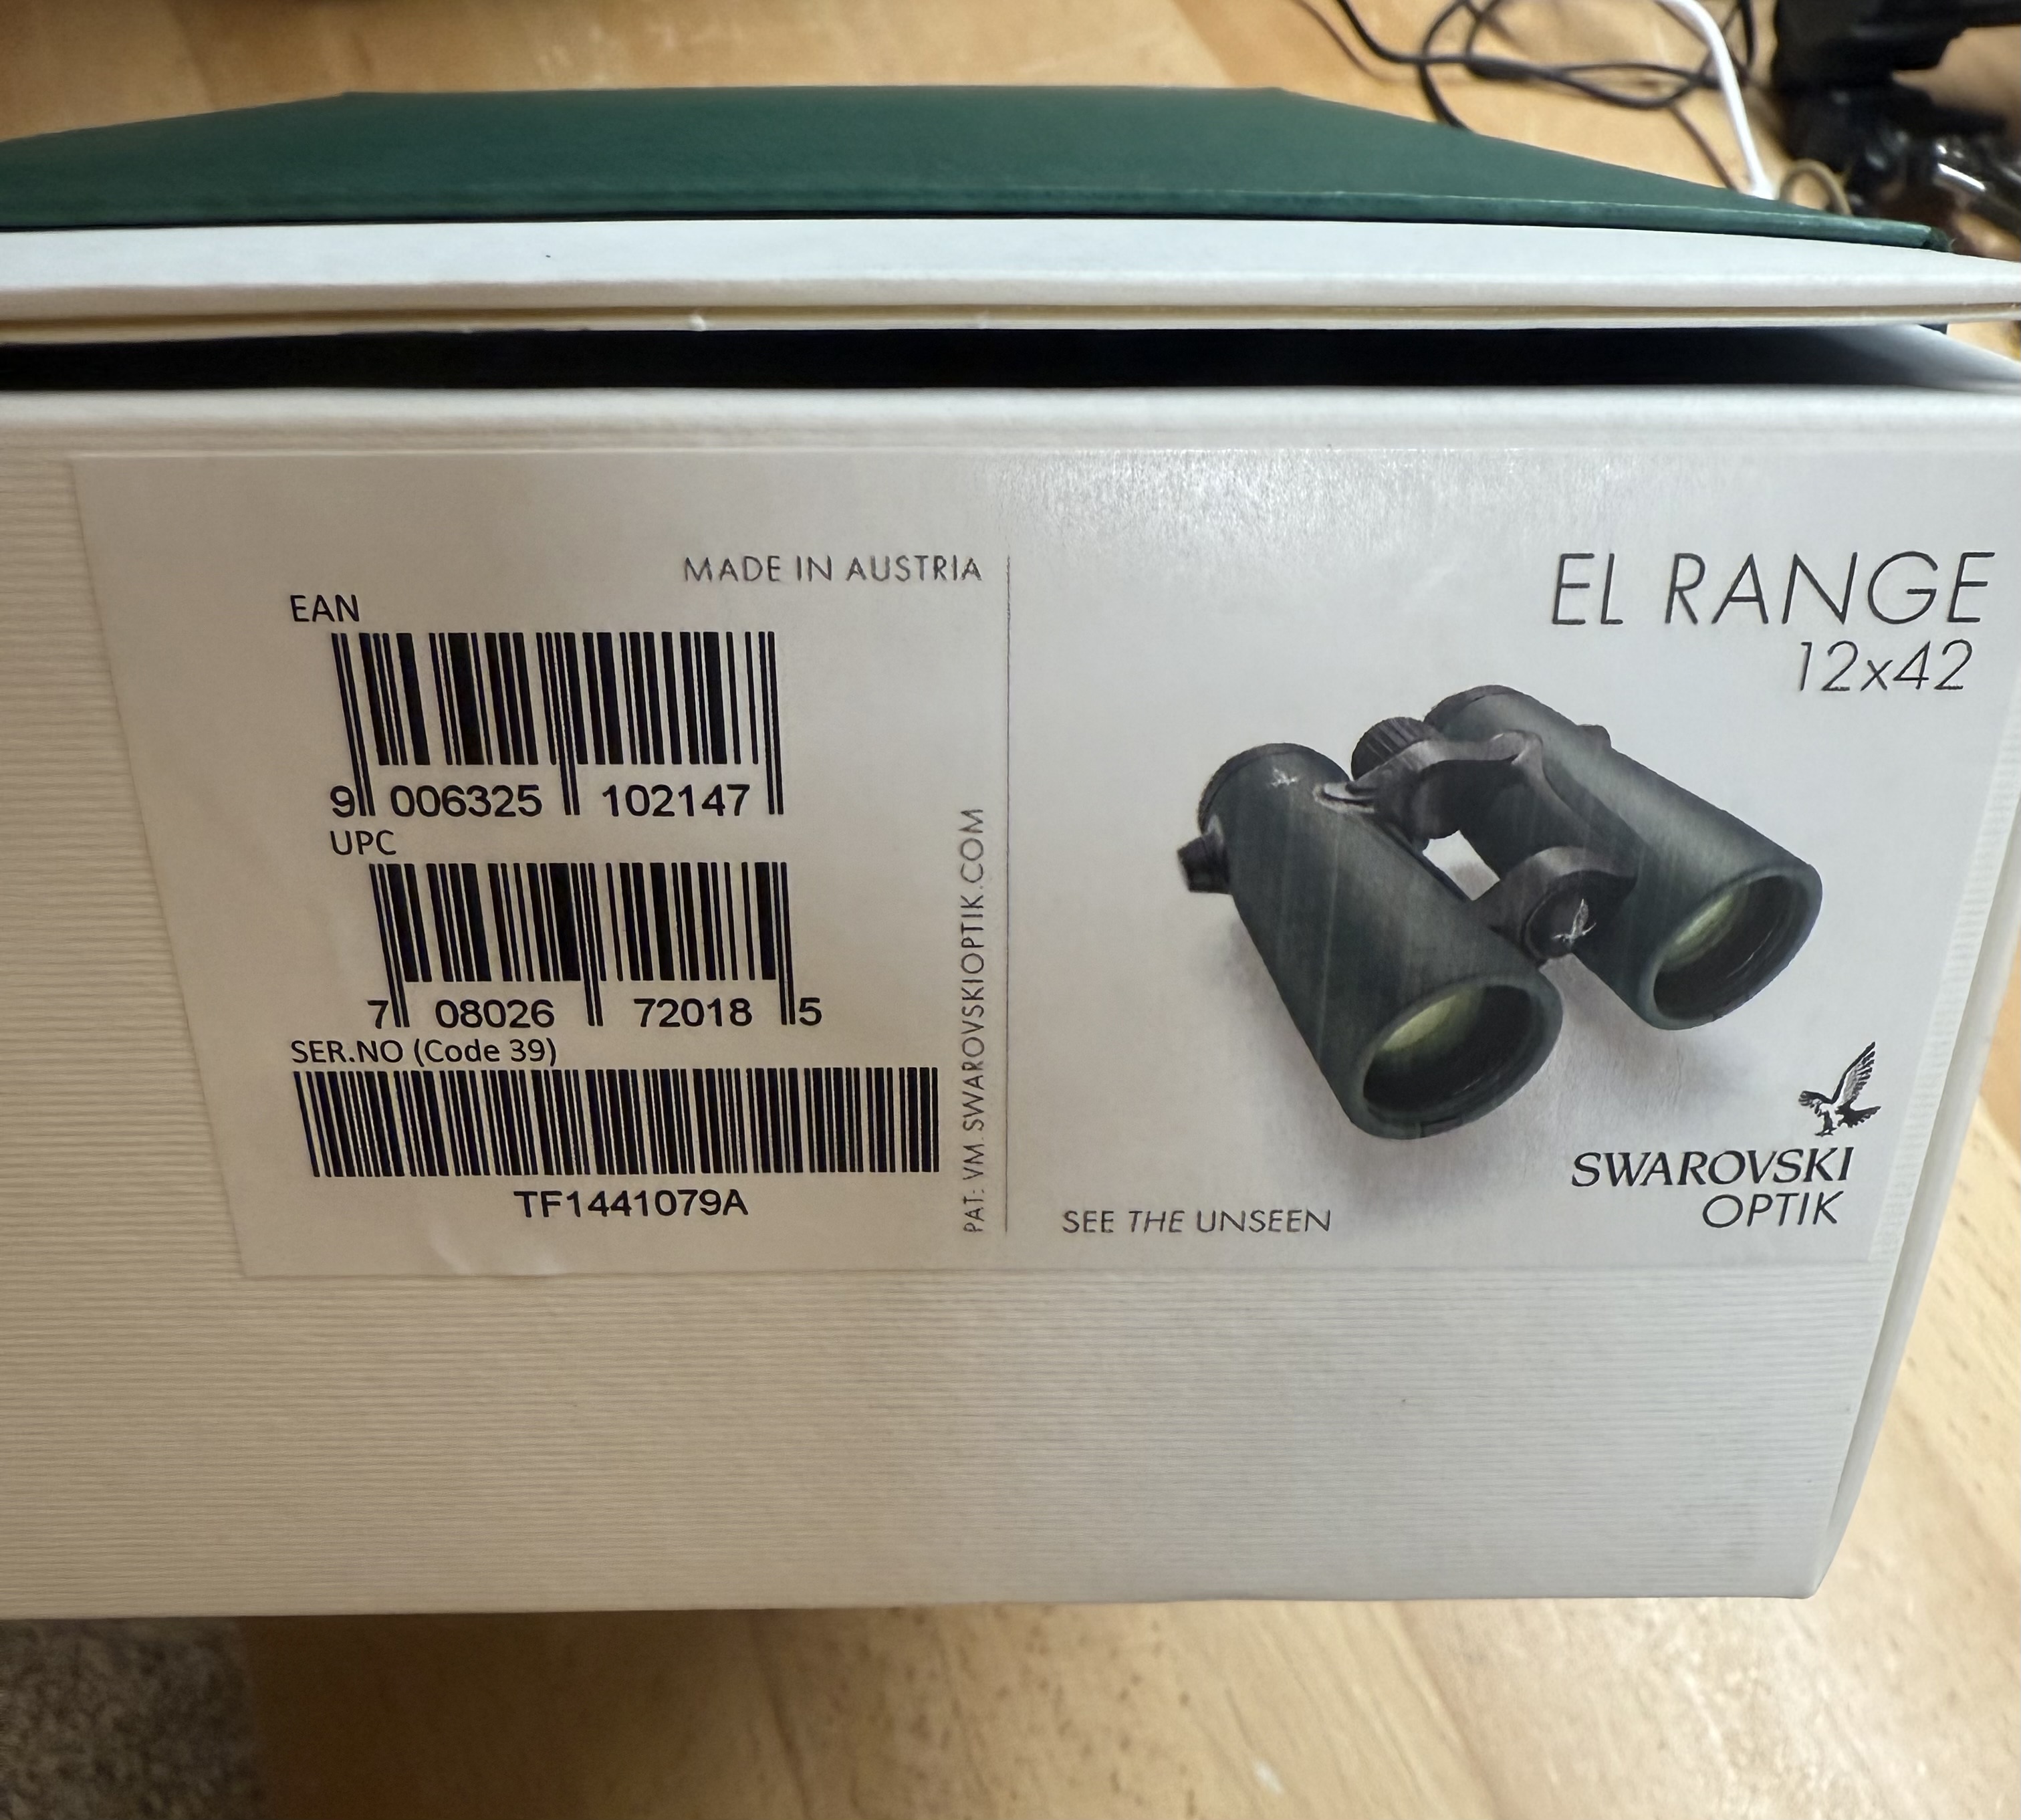 MADE IN AUSTRIA
EAN
9 006325 102147
UPC
7 08026 72018 5
SER.NO (Code 39)
TF1441079A
PAT: VM.SWAROVSKIOPTIK.COM
EL RANGE
12x42
SEE THE UNSEEN
SWAROVSKI
OPTIK